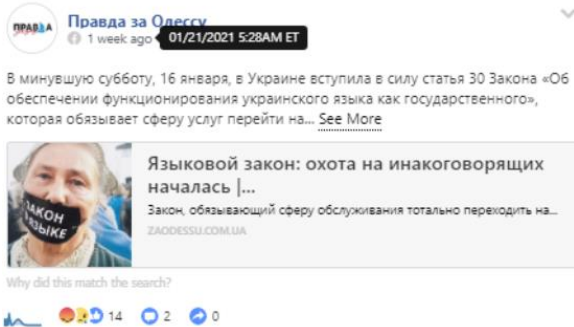 ПРАВДА
Правда за Одессу
1 week ago
01/21/2021 5:28AM ET
В минувшую субботу, 16 января, в Украине вступила в силу статья 30 Закона «Об
обеспечении функционирования украинского языка как государственного»,
которая обязывает сферу услуг перейти на... See More
ЗАКОН
ЯЗЫКЕ
Языковой закон: охота на инакоговорящих
началась |...
Закон, обязывающий сферу обслуживания тотально переходить на...
ZAODESSU.COM.UA
Why did this match the search?
14 2 0